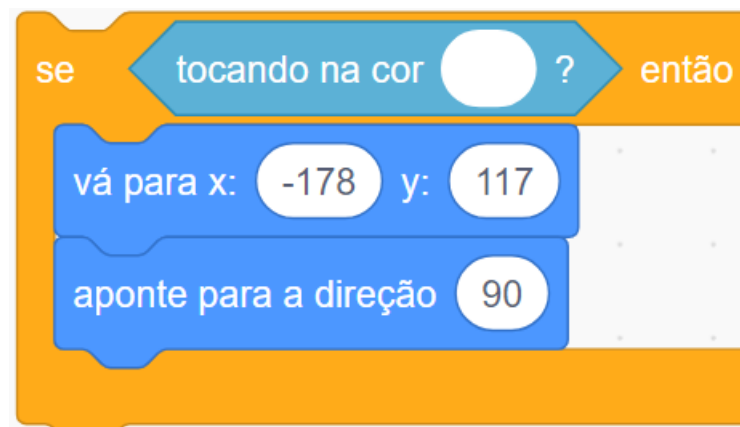 se tocando na cor ? então
vá para x: -178 y: 117
aponte para a direção 90